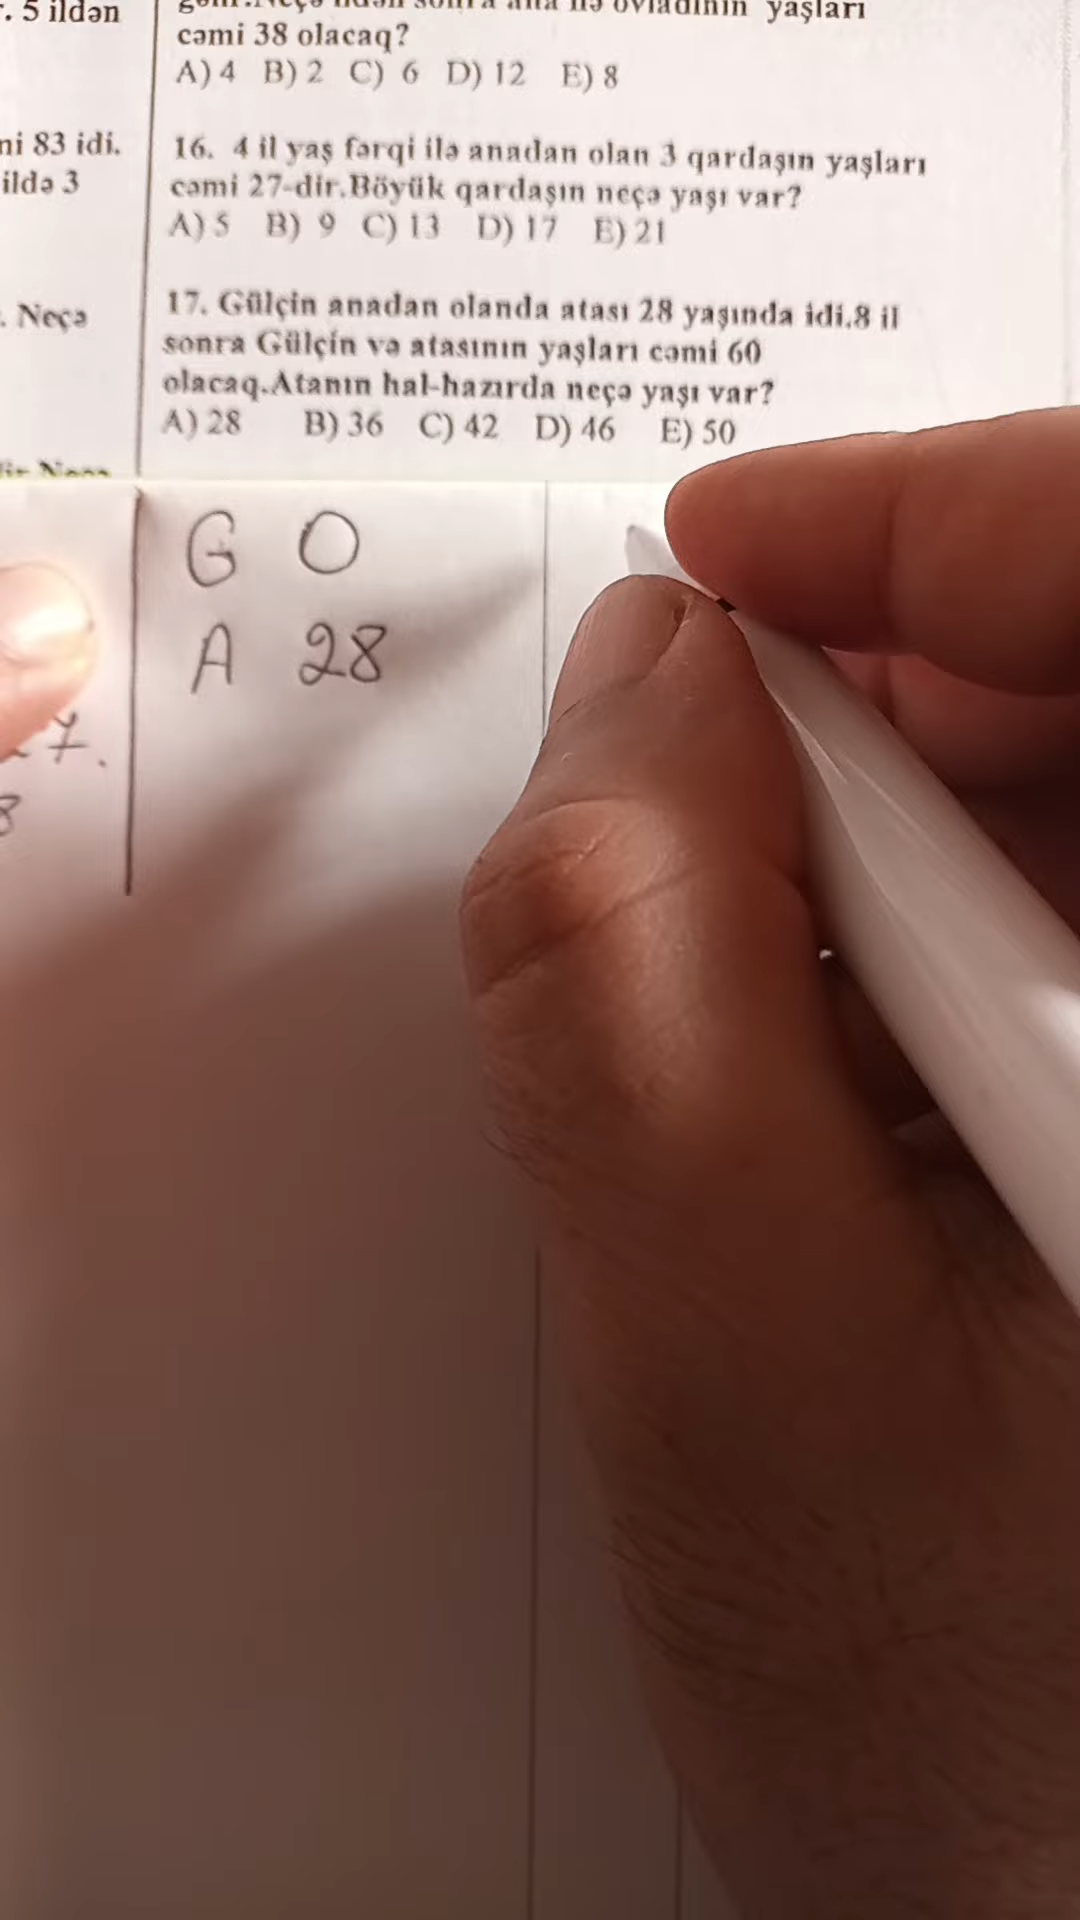 . 5 ildən
yaşları
cəmi 38 olacaq?
A) 4 B) 2 C) 6 D) 12 E) 8
ni 83 idi.
ildə 3
16. 4 il yaş fərqi ilə anadan olan 3 qardaşın yaşları
cəmi 27-dir.Böyük qardaşın neçə yaşı var?
A) 5 B) 9 C) 13 D) 17 E) 21
. Neçə
17. Gülçin anadan olanda atası 28 yaşında idi.8 il
sonra Gülçin və atasının yaşları cəmi 60
olacaq.Atanın hal-hazırda neçə yaşı var?
A) 28 B) 36 C) 42 D) 46 E) 50
G O
A 28
7.
8